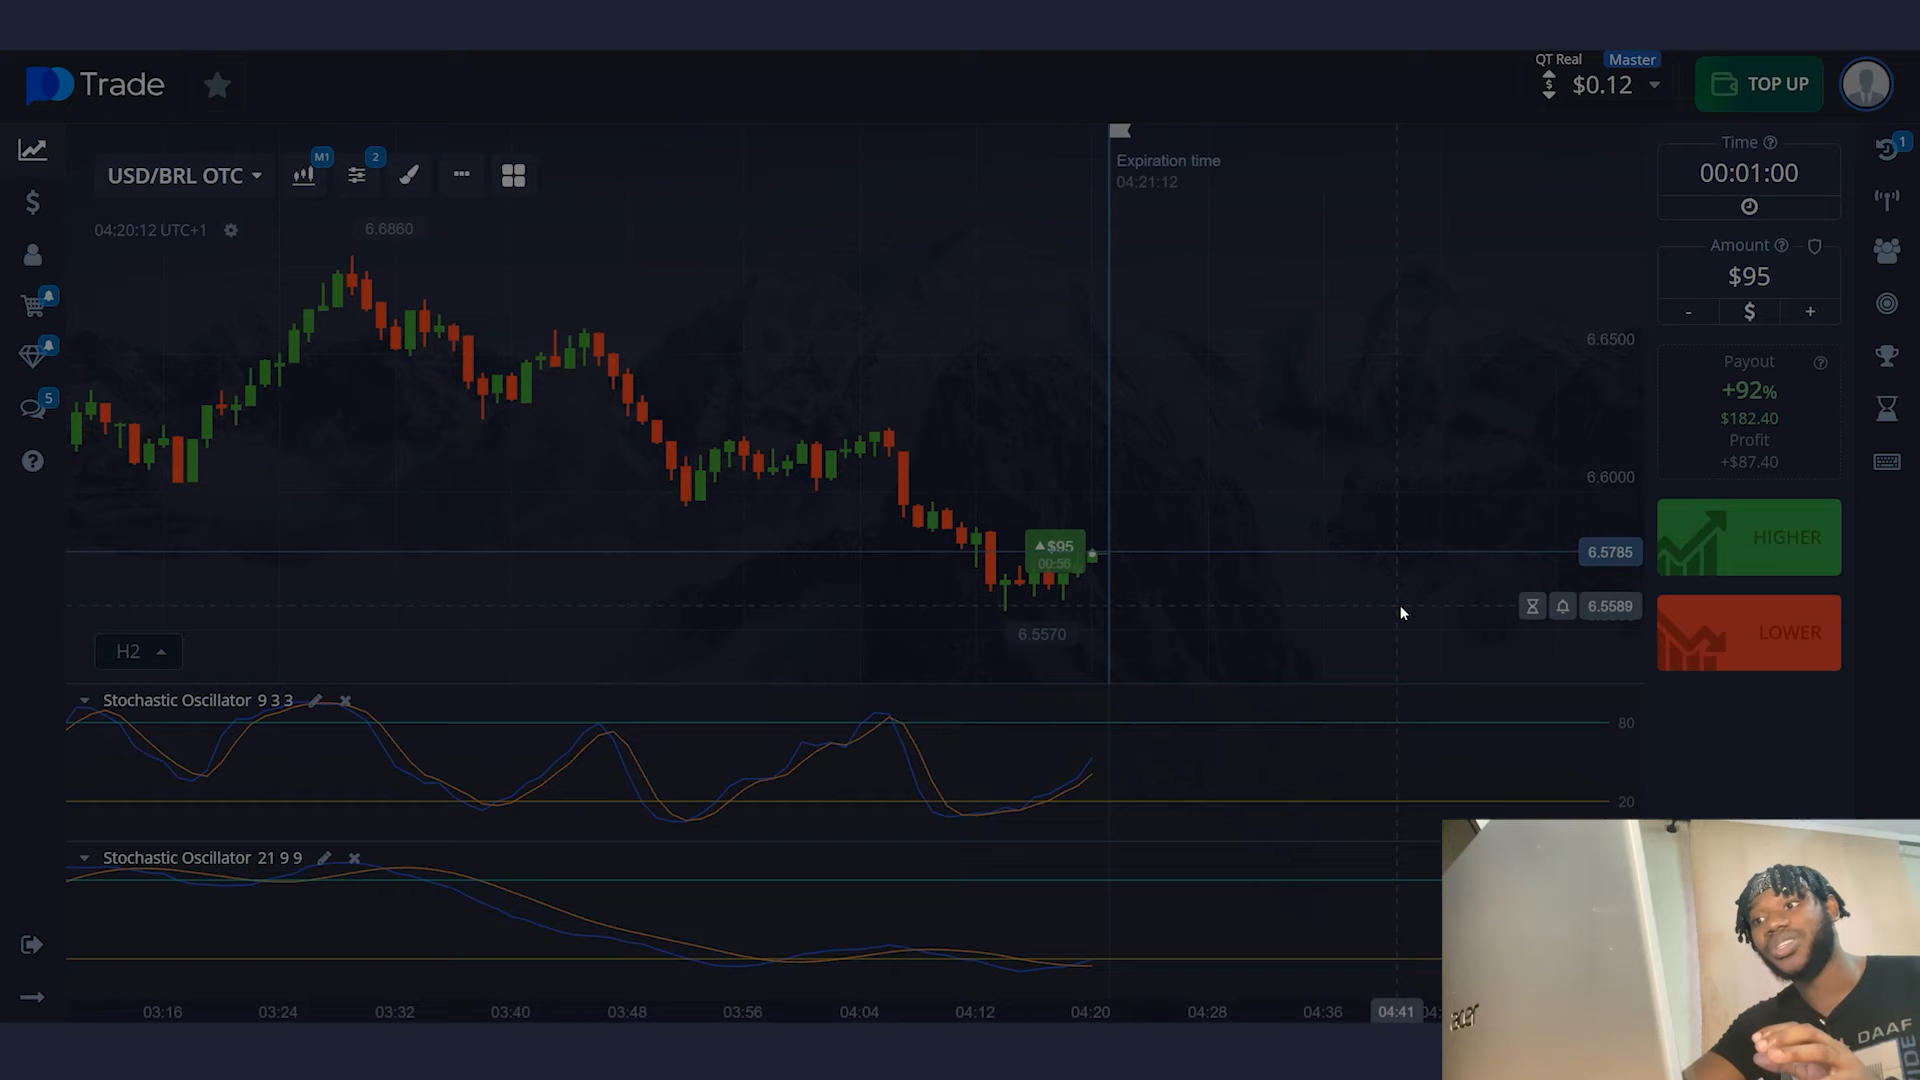 Trade
QT Real
Master
$0.12
TOP UP
USD/BRL OTC
M1
2
04:20:12 UTC+1
6.6860
Expiration time
04:21:12
Time
00:01:00
1
Amount
$95
- $ +
Payout
+92%
$182.40
Profit
+$87.40
HIGHER
LOWER
5
6.6500
6.6000
6.5785
6.5589
$95
00:56
6.5570
H2
Stochastic Oscillator 9 3 3
80
20
Stochastic Oscillator 21 9 9
03:16 03:24 03:32 03:40 03:48 03:56 04:04 04:12 04:20 04:28 04:36 04:41 04:
acer
DAAF
IDE